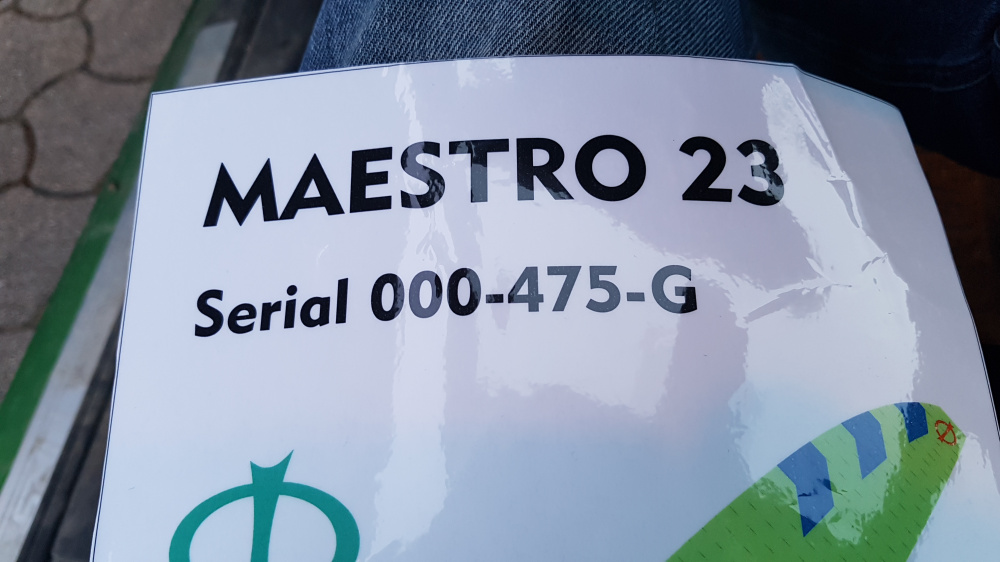 MAESTRO 23
Serial 000-475-G